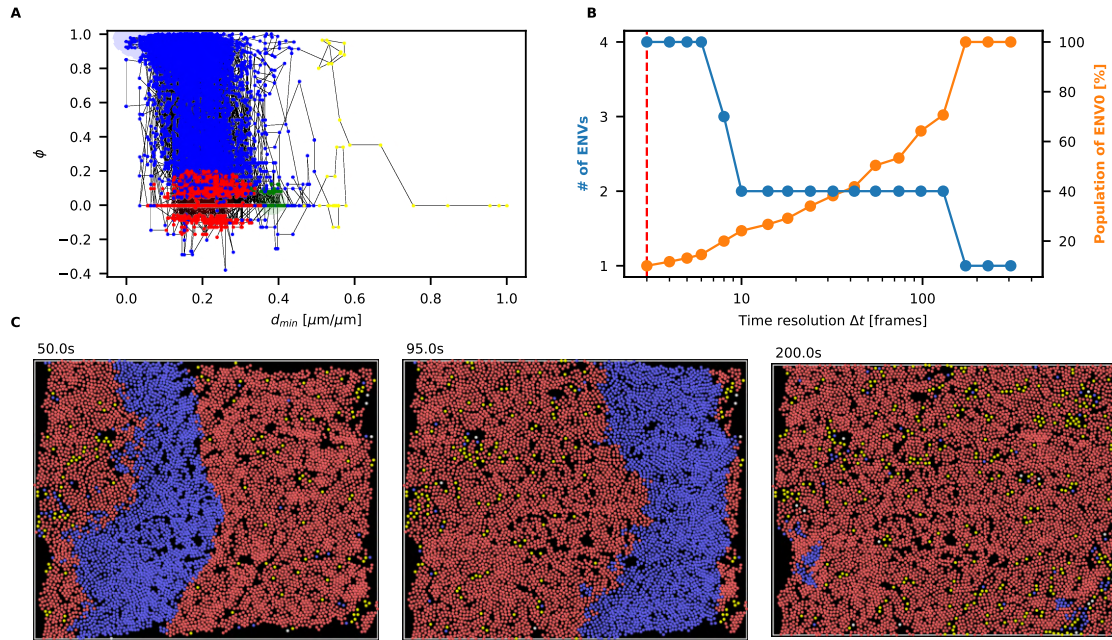 A
1.0
0.8
0.6
0.4
0.2
0.0
−0.2
−0.4
ϕ
0.0
0.2
0.4
0.6
0.8
1.0
d_min [μm/μm]
B
4
3
2
1
# of ENVs
100
80
60
40
20
Population of ENV0 [%]
10
100
Time resolution Δt [frames]
C
50.0s
95.0s
200.0s